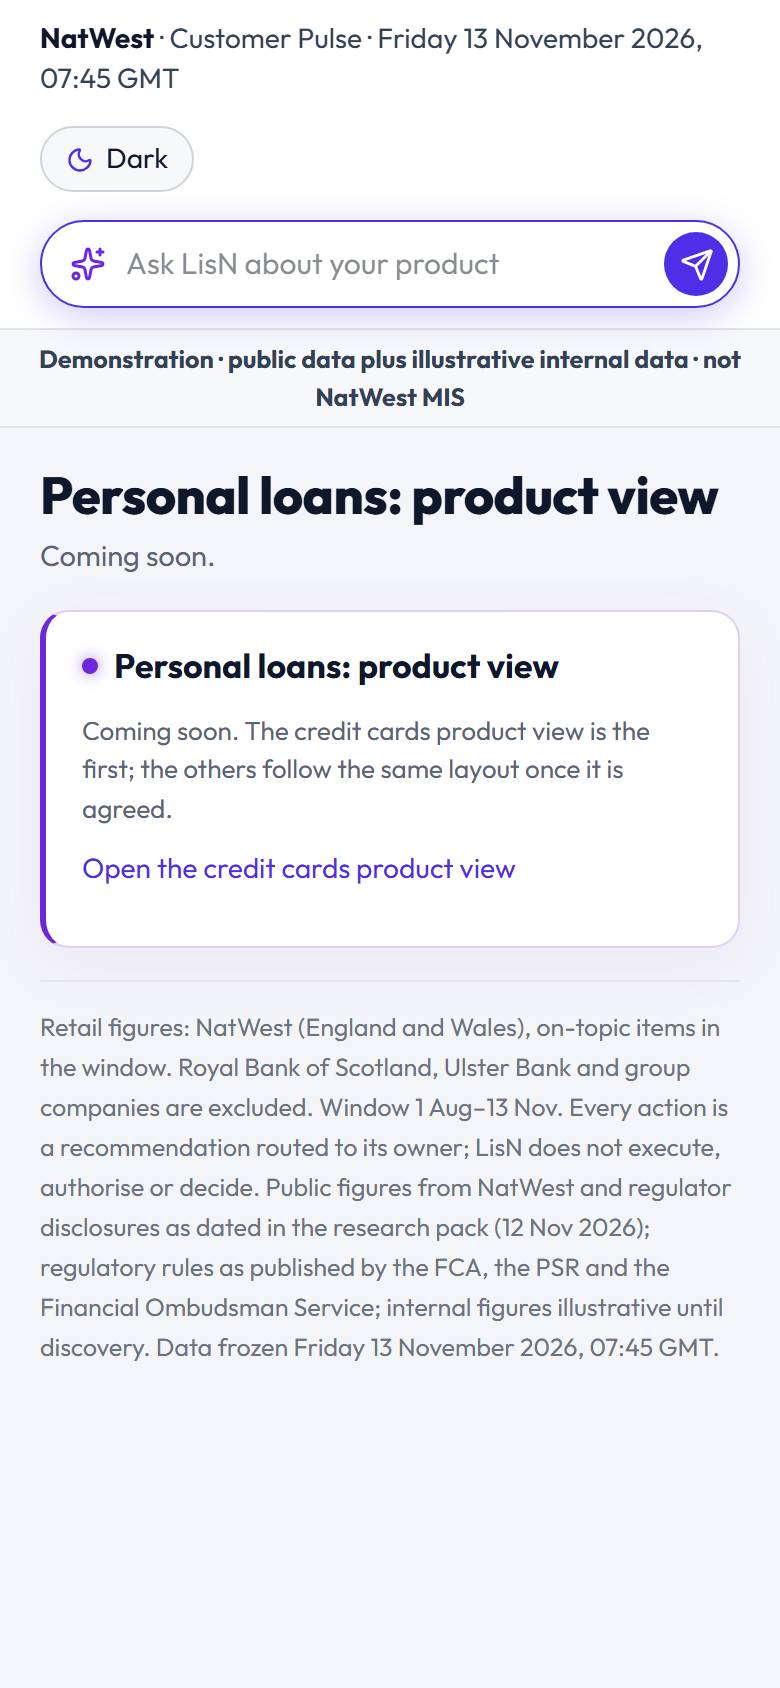 NatWest · Customer Pulse · Friday 13 November 2026,
07:45 GMT
Dark
Ask LisN about your product
Demonstration · public data plus illustrative internal data · not
NatWest MIS
Personal loans: product view
Coming soon.
Personal loans: product view
Coming soon. The credit cards product view is the
first; the others follow the same layout once it is
agreed.
Open the credit cards product view
Retail figures: NatWest (England and Wales), on-topic items in
the window. Royal Bank of Scotland, Ulster Bank and group
companies are excluded. Window 1 Aug–13 Nov. Every action is
a recommendation routed to its owner; LisN does not execute,
authorise or decide. Public figures from NatWest and regulator
disclosures as dated in the research pack (12 Nov 2026);
regulatory rules as published by the FCA, the PSR and the
Financial Ombudsman Service; internal figures illustrative until
discovery. Data frozen Friday 13 November 2026, 07:45 GMT.